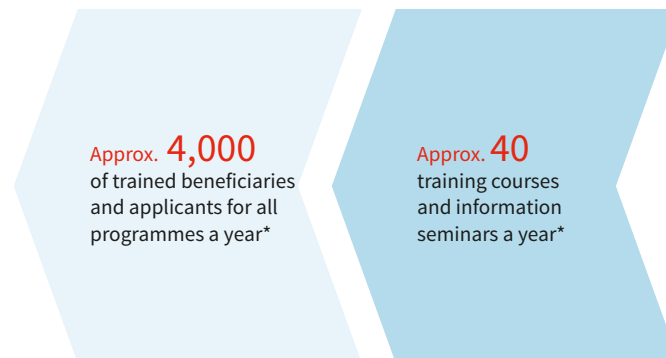 Approx. 4,000
of trained beneficiaries
and applicants for all
programmes a year*
Approx. 40
training courses
and information
seminars a year*